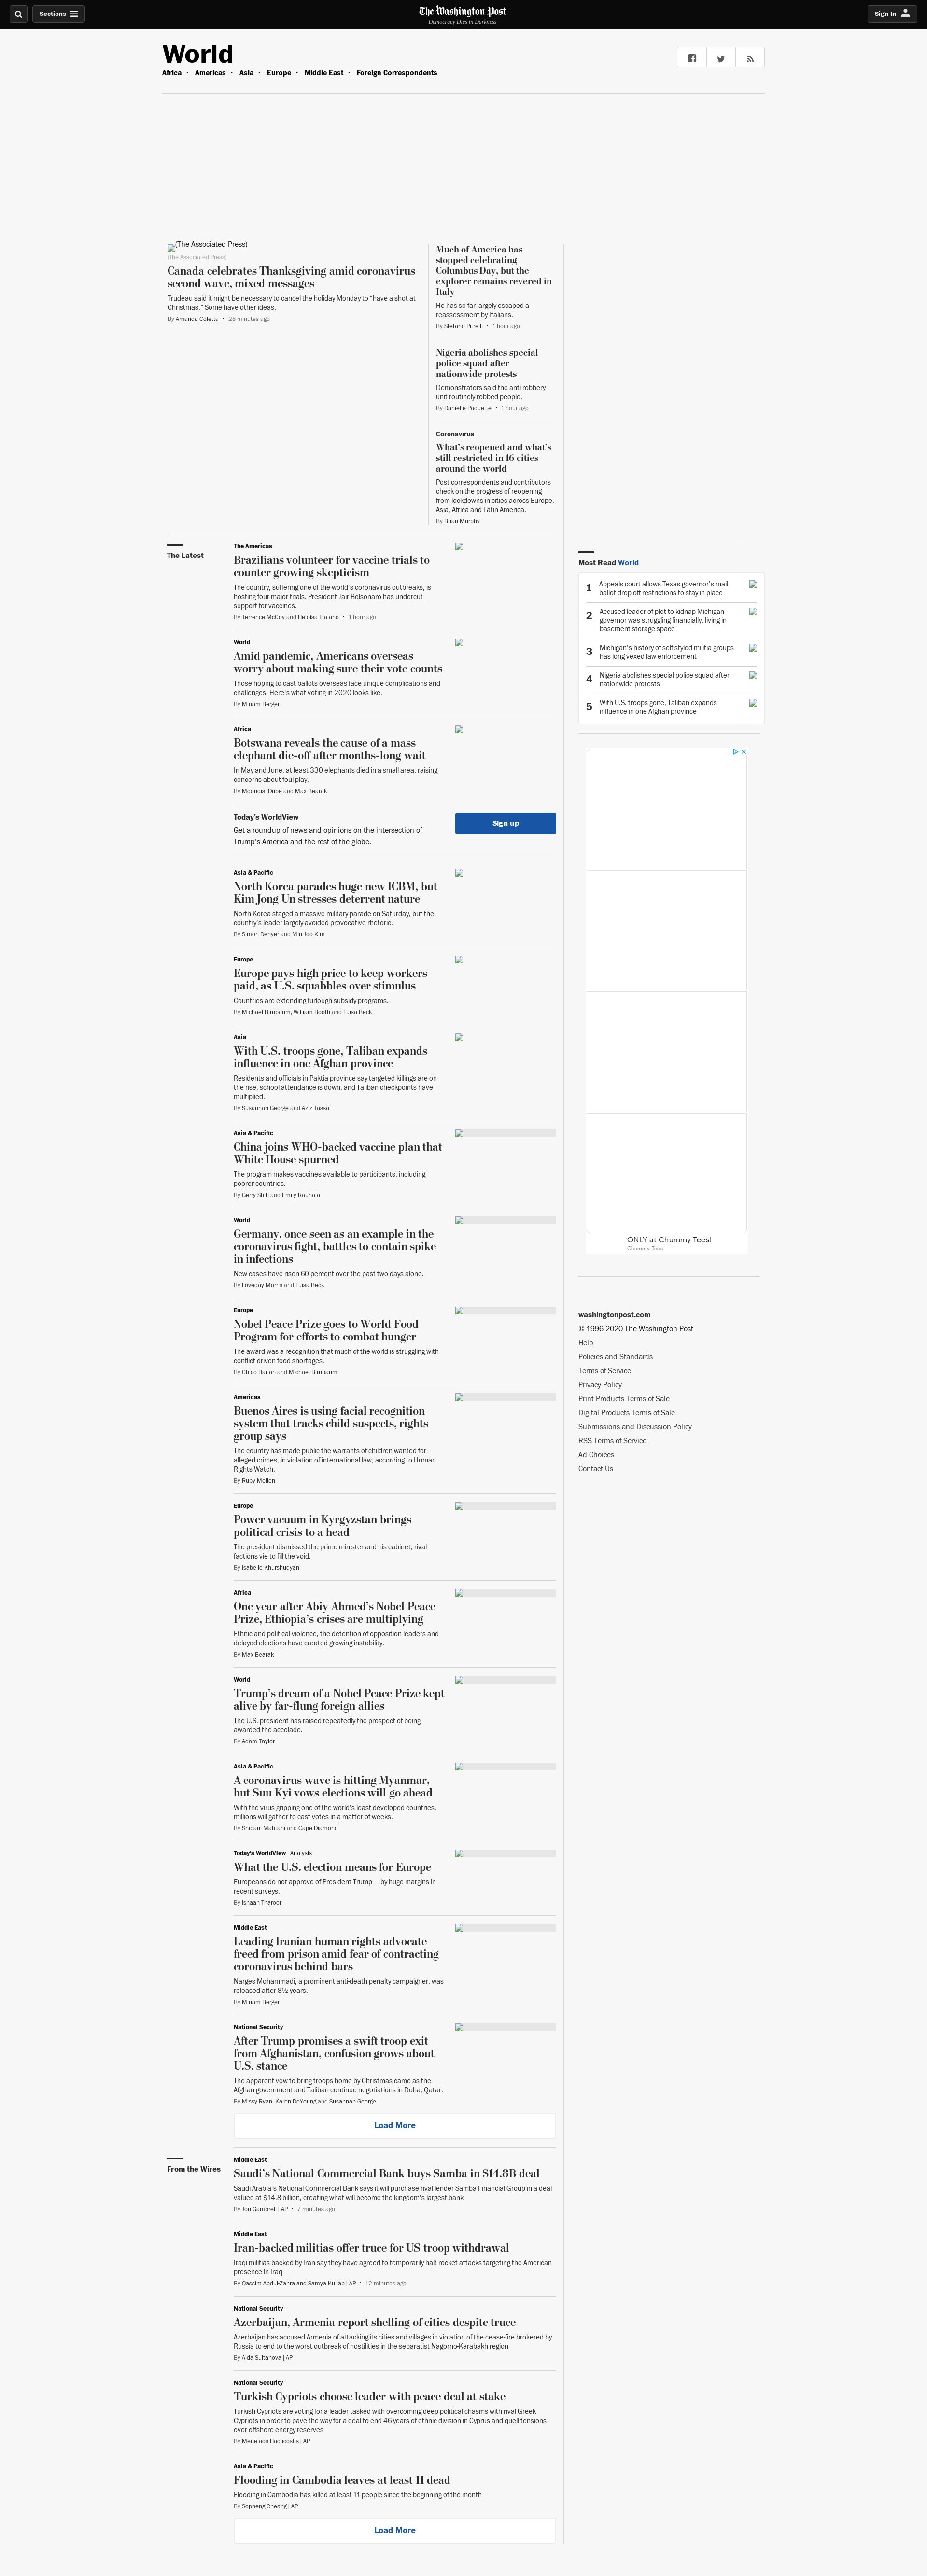 Sections
The Washington Post
Democracy Dies in Darkness
Sign In
World
Africa • Americas • Asia • Europe • Middle East • Foreign Correspondents
(The Associated Press)
(The Associated Press)
Canada celebrates Thanksgiving amid coronavirus
second wave, mixed messages
Trudeau said it might be necessary to cancel the holiday Monday to “have a shot at
Christmas.” Some have other ideas.
By Amanda Coletta • 28 minutes ago
Much of America has
stopped celebrating
Columbus Day, but the
explorer remains revered in
Italy
He has so far largely escaped a
reassessment by Italians.
By Stefano Pitrelli • 1 hour ago
Nigeria abolishes special
police squad after
nationwide protests
Demonstrators said the anti-robbery
unit routinely robbed people.
By Danielle Paquette • 1 hour ago
Coronavirus
What’s reopened and what’s
still restricted in 16 cities
around the world
Post correspondents and contributors
check on the progress of reopening
from lockdowns in cities across Europe,
Asia, Africa and Latin America.
By Brian Murphy
The Latest
The Americas
Brazilians volunteer for vaccine trials to
counter growing skepticism
The country, suffering one of the world’s coronavirus outbreaks, is
hosting four major trials. President Jair Bolsonaro has undercut
support for vaccines.
By Terrence McCoy and Heloísa Traiano • 1 hour ago
World
Amid pandemic, Americans overseas
worry about making sure their vote counts
Those hoping to cast ballots overseas face unique complications and
challenges. Here’s what voting in 2020 looks like.
By Miriam Berger
Africa
Botswana reveals the cause of a mass
elephant die-off after months-long wait
In May and June, at least 330 elephants died in a small area, raising
concerns about foul play.
By Mqondisi Dube and Max Bearak
Today’s WorldView
Get a roundup of news and opinions on the intersection of
Trump’s America and the rest of the globe.
Sign up
Asia & Pacific
North Korea parades huge new ICBM, but
Kim Jong Un stresses deterrent nature
North Korea staged a massive military parade on Saturday, but the
country’s leader largely avoided provocative rhetoric.
By Simon Denyer and Min Joo Kim
Europe
Europe pays high price to keep workers
paid, as U.S. squabbles over stimulus
Countries are extending furlough subsidy programs.
By Michael Birnbaum, William Booth and Luisa Beck
Asia
With U.S. troops gone, Taliban expands
influence in one Afghan province
Residents and officials in Paktia province say targeted killings are on
the rise, school attendance is down, and Taliban checkpoints have
multiplied.
By Susannah George and Aziz Tassal
Asia & Pacific
China joins WHO-backed vaccine plan that
White House spurned
The program makes vaccines available to participants, including
poorer countries.
By Gerry Shih and Emily Rauhala
World
Germany, once seen as an example in the
coronavirus fight, battles to contain spike
in infections
New cases have risen 60 percent over the past two days alone.
By Loveday Morris and Luisa Beck
Europe
Nobel Peace Prize goes to World Food
Program for efforts to combat hunger
The award was a recognition that much of the world is struggling with
conflict-driven food shortages.
By Chico Harlan and Michael Birnbaum
Americas
Buenos Aires is using facial recognition
system that tracks child suspects, rights
group says
The country has made public the warrants of children wanted for
alleged crimes, in violation of international law, according to Human
Rights Watch.
By Ruby Mellen
Europe
Power vacuum in Kyrgyzstan brings
political crisis to a head
The president dismissed the prime minister and his cabinet; rival
factions vie to fill the void.
By Isabelle Khurshudyan
Africa
One year after Abiy Ahmed’s Nobel Peace
Prize, Ethiopia’s crises are multiplying
Ethnic and political violence, the detention of opposition leaders and
delayed elections have created growing instability.
By Max Bearak
World
Trump’s dream of a Nobel Peace Prize kept
alive by far-flung foreign allies
The U.S. president has raised repeatedly the prospect of being
awarded the accolade.
By Adam Taylor
Asia & Pacific
A coronavirus wave is hitting Myanmar,
but Suu Kyi vows elections will go ahead
With the virus gripping one of the world’s least-developed countries,
millions will gather to cast votes in a matter of weeks.
By Shibani Mahtani and Cape Diamond
Today’s WorldView Analysis
What the U.S. election means for Europe
Europeans do not approve of President Trump — by huge margins in
recent surveys.
By Ishaan Tharoor
Middle East
Leading Iranian human rights advocate
freed from prison amid fear of contracting
coronavirus behind bars
Narges Mohammadi, a prominent anti-death penalty campaigner, was
released after 8½ years.
By Miriam Berger
National Security
After Trump promises a swift troop exit
from Afghanistan, confusion grows about
U.S. stance
The apparent vow to bring troops home by Christmas came as the
Afghan government and Taliban continue negotiations in Doha, Qatar.
By Missy Ryan, Karen DeYoung and Susannah George
Load More
From the Wires
Middle East
Saudi’s National Commercial Bank buys Samba in $14.8B deal
Saudi Arabia’s National Commercial Bank says it will purchase rival lender Samba Financial Group in a deal
valued at $14.8 billion, creating what will become the kingdom’s largest bank
By Jon Gambrell | AP • 7 minutes ago
Middle East
Iran-backed militias offer truce for US troop withdrawal
Iraqi militias backed by Iran say they have agreed to temporarily halt rocket attacks targeting the American
presence in Iraq
By Qassim Abdul-Zahra and Samya Kullab | AP • 12 minutes ago
National Security
Azerbaijan, Armenia report shelling of cities despite truce
Azerbaijan has accused Armenia of attacking its cities and villages in violation of the cease-fire brokered by
Russia to end to the worst outbreak of hostilities in the separatist Nagorno-Karabakh region
By Aida Sultanova | AP
National Security
Turkish Cypriots choose leader with peace deal at stake
Turkish Cypriots are voting for a leader tasked with overcoming deep political chasms with rival Greek
Cypriots in order to pave the way for a deal to end 46 years of ethnic division in Cyprus and quell tensions
over offshore energy reserves
By Menelaos Hadjicostis | AP
Asia & Pacific
Flooding in Cambodia leaves at least 11 dead
Flooding in Cambodia has killed at least 11 people since the beginning of the month
By Sopheng Cheang | AP
Load More
Most Read World
1 Appeals court allows Texas governor’s mail
ballot drop-off restrictions to stay in place
2 Accused leader of plot to kidnap Michigan
governor was struggling financially, living in
basement storage space
3 Michigan’s history of self-styled militia groups
has long vexed law enforcement
4 Nigeria abolishes special police squad after
nationwide protests
5 With U.S. troops gone, Taliban expands
influence in one Afghan province
ONLY at Chummy Tees!
Chummy Tees
washingtonpost.com
© 1996-2020 The Washington Post
Help
Policies and Standards
Terms of Service
Privacy Policy
Print Products Terms of Sale
Digital Products Terms of Sale
Submissions and Discussion Policy
RSS Terms of Service
Ad Choices
Contact Us